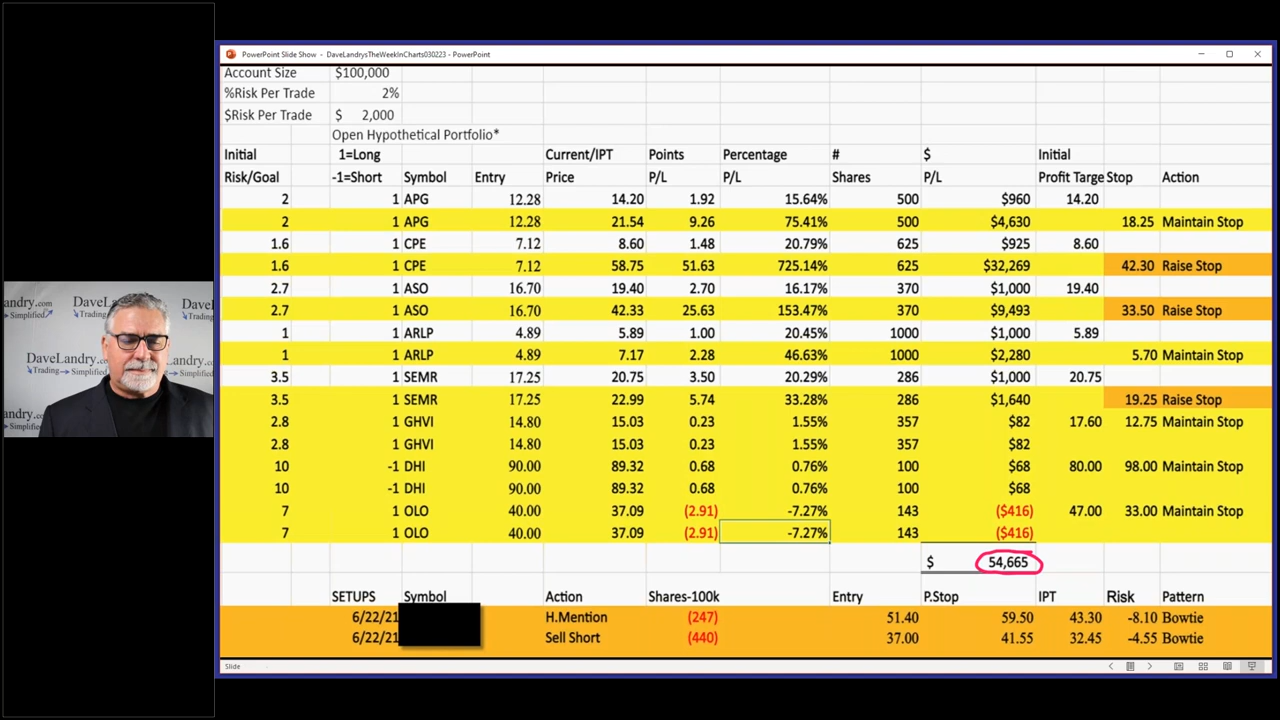 PowerPoint Slide Show - DaveLandrysTheWeekInCharts030223 - PowerPoint
Account Size $100,000
%Risk Per Trade 2%
$Risk Per Trade $ 2,000
Open Hypothetical Portfolio*
Initial 1=Long Current/IPT Points Percentage # $ Initial
Risk/Goal -1=Short Symbol Entry Price P/L P/L Shares P/L Profit Targe Stop Action
2 1 APG 12.28 14.20 1.92 15.64% 500 $960 14.20
2 1 APG 12.28 21.54 9.26 75.41% 500 $4,630 18.25 Maintain Stop
1.6 1 CPE 7.12 8.60 1.48 20.79% 625 $925 8.60
1.6 1 CPE 7.12 58.75 51.63 725.14% 625 $32,269 42.30 Raise Stop
2.7 1 ASO 16.70 19.40 2.70 16.17% 370 $1,000 19.40
2.7 1 ASO 16.70 42.33 25.63 153.47% 370 $9,493 33.50 Raise Stop
1 1 ARLP 4.89 5.89 1.00 20.45% 1000 $1,000 5.89
1 1 ARLP 4.89 7.17 2.28 46.63% 1000 $2,280 5.70 Maintain Stop
3.5 1 SEMR 17.25 20.75 3.50 20.29% 286 $1,000 20.75
3.5 1 SEMR 17.25 22.99 5.74 33.28% 286 $1,640 19.25 Raise Stop
2.8 1 GHVI 14.80 15.03 0.23 1.55% 357 $82 17.60 12.75 Maintain Stop
2.8 1 GHVI 14.80 15.03 0.23 1.55% 357 $82
10 -1 DHI 90.00 89.32 0.68 0.76% 100 $68 80.00 98.00 Maintain Stop
10 -1 DHI 90.00 89.32 0.68 0.76% 100 $68
7 1 OLO 40.00 37.09 (2.91) -7.27% 143 ($416) 47.00 33.00 Maintain Stop
7 1 OLO 40.00 37.09 (2.91) -7.27% 143 ($416)
$ 54,665
SETUPS Symbol Action Shares-100k Entry P.Stop IPT Risk Pattern
6/22/21 H.Mention (247) 51.40 59.50 43.30 -8.10 Bowtie
6/22/21 Sell Short (440) 37.00 41.55 32.45 -4.55 Bowtie
Slide
andry.com DaveLandry.com DaveL
Simplified Trading Tradin
DaveLandry.com
Trading Simplified